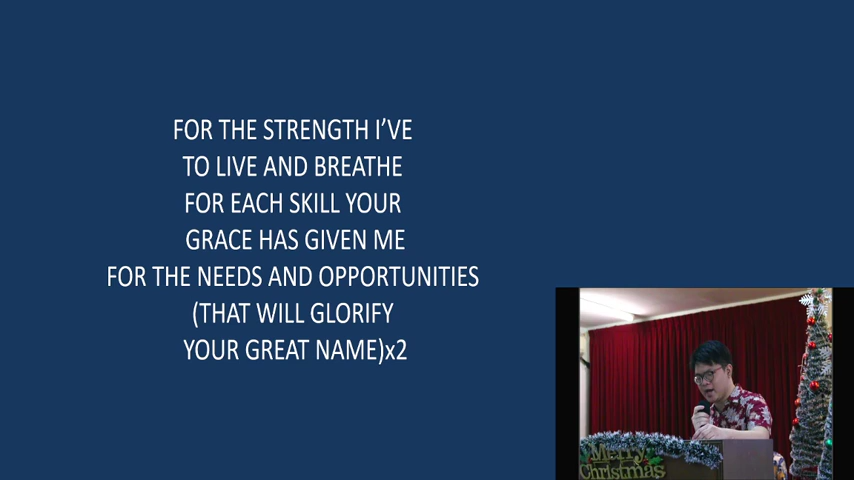 FOR THE STRENGTH I'VE
TO LIVE AND BREATHE
FOR EACH SKILL YOUR
GRACE HAS GIVEN ME
FOR THE NEEDS AND OPPORTUNITIES
(THAT WILL GLORIFY
YOUR GREAT NAME)x2
Merry
Christmas